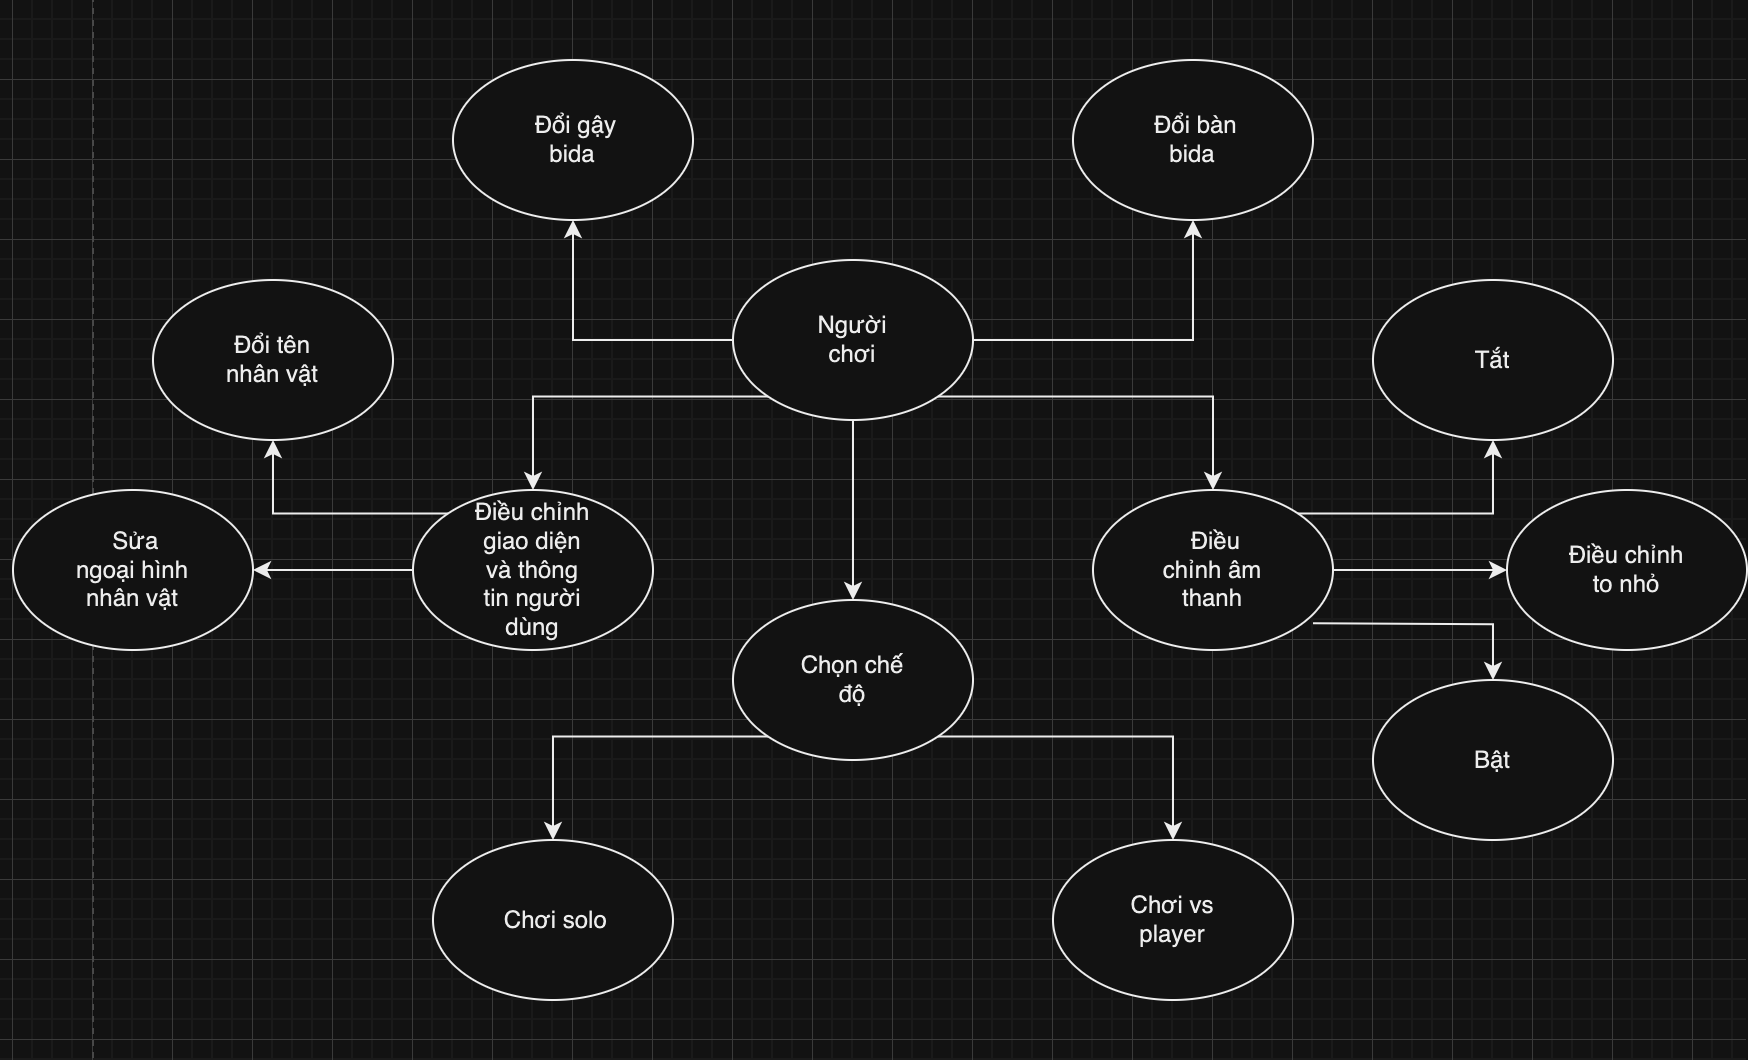 Đổi gậy
bida
Đổi bàn
bida
Người
chơi
Đổi tên
nhân vật
Tắt
Sửa
ngoại hình
nhân vật
Điều chỉnh
giao diện
và thông
tin người
dùng
Điều
chỉnh âm
thanh
Điều chỉnh
to nhỏ
Chọn chế
độ
Bật
Chơi solo
Chơi vs
player